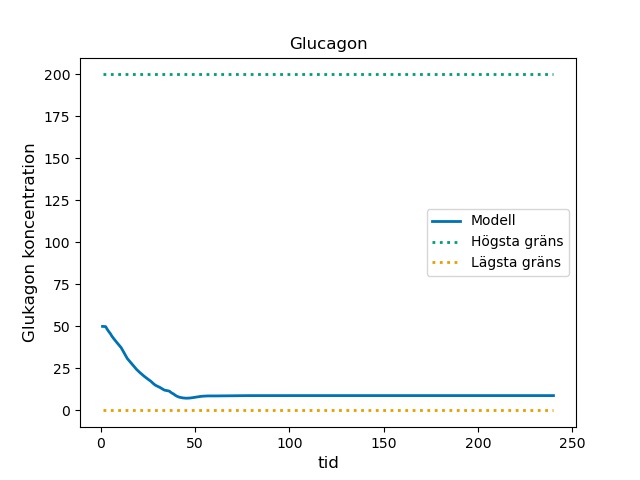 Glucagon
Glukagon koncentration
200
175
150
125
100
75
50
25
0
Modell
Högsta gräns
Lägsta gräns
0 50 100 150 200 250
tid